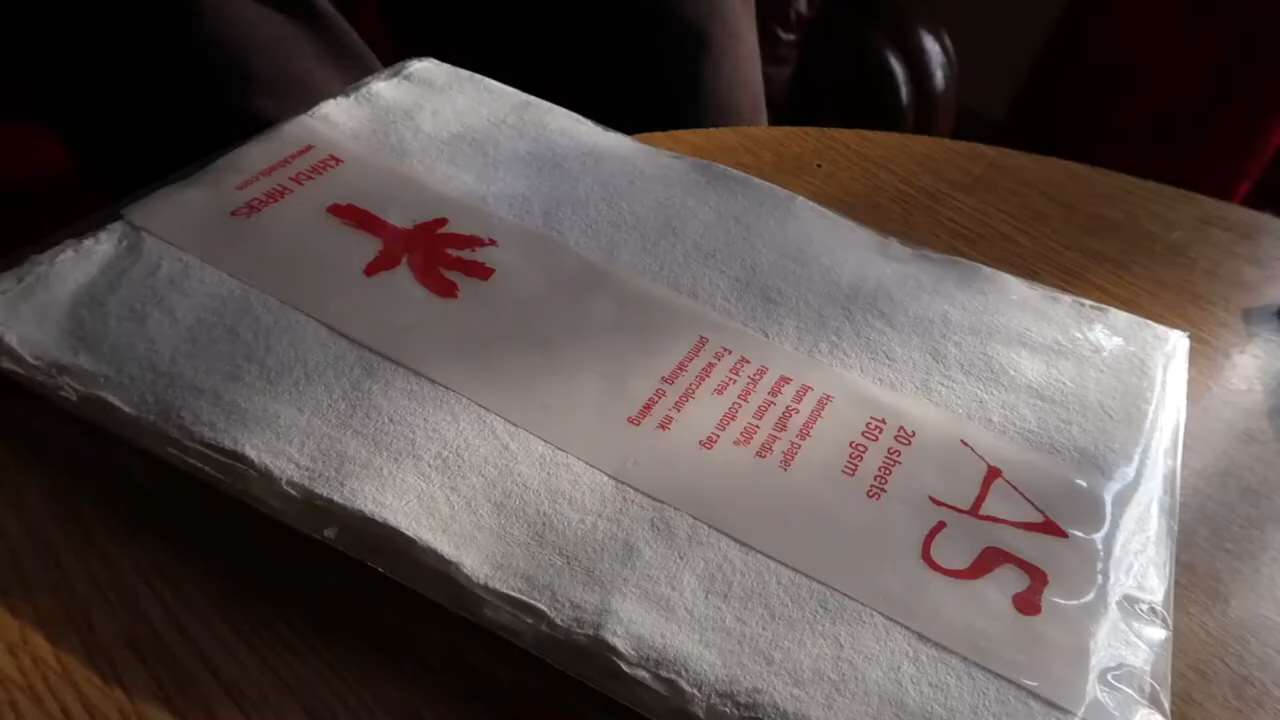 A5
20 sheets
150 gsm
Handmade paper
from South India.
Made from 100%
recycled cotton rag.
Acid Free.
For watercolour, ink,
printmaking, drawing
KHADI PAPERS
www.khadi.com